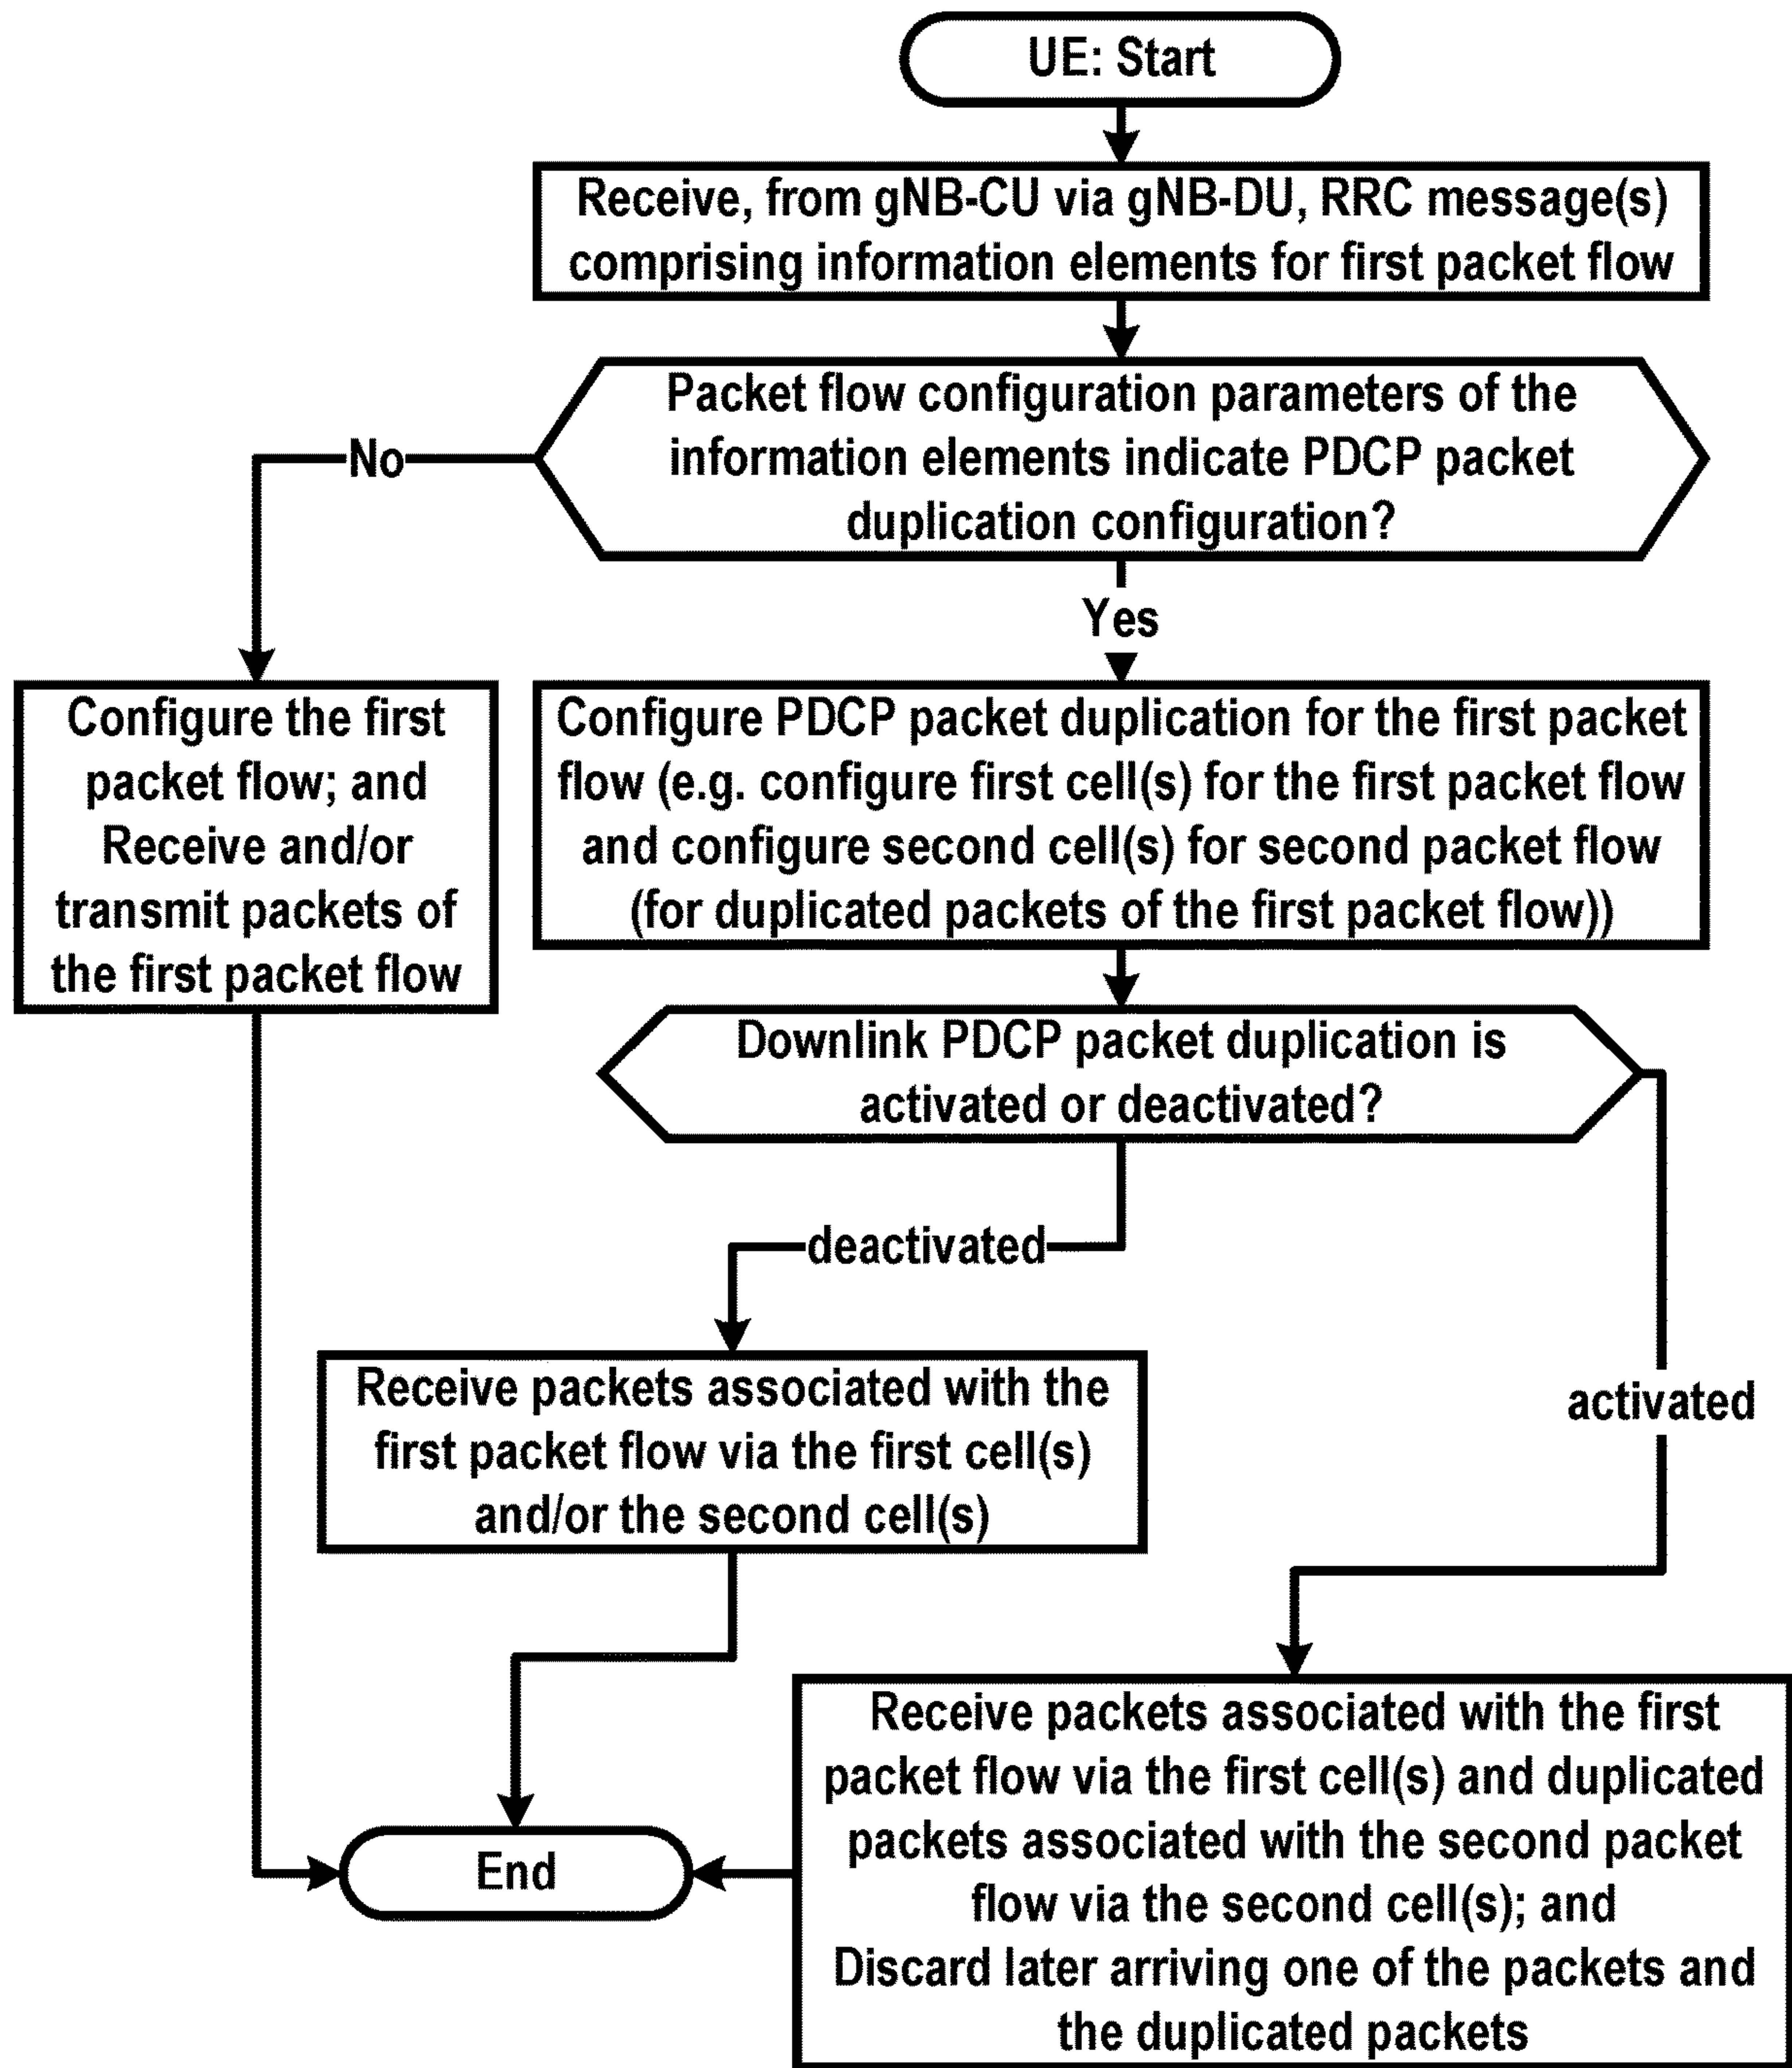 UE: Start
Receive, from gNB-CU via gNB-DU, RRC message(s)
comprising information elements for first packet flow
Packet flow configuration parameters of the
information elements indicate PDCP packet
duplication configuration?
No
Yes
Configure the first
packet flow; and
Receive and/or
transmit packets of
the first packet flow
Configure PDCP packet duplication for the first packet
flow (e.g. configure first cell(s) for the first packet flow
and configure second cell(s) for second packet flow
(for duplicated packets of the first packet flow))
Downlink PDCP packet duplication is
activated or deactivated?
deactivated
activated
Receive packets associated with the
first packet flow via the first cell(s)
and/or the second cell(s)
Receive packets associated with the first
packet flow via the first cell(s) and duplicated
packets associated with the second packet
flow via the second cell(s); and
Discard later arriving one of the packets and
the duplicated packets
End